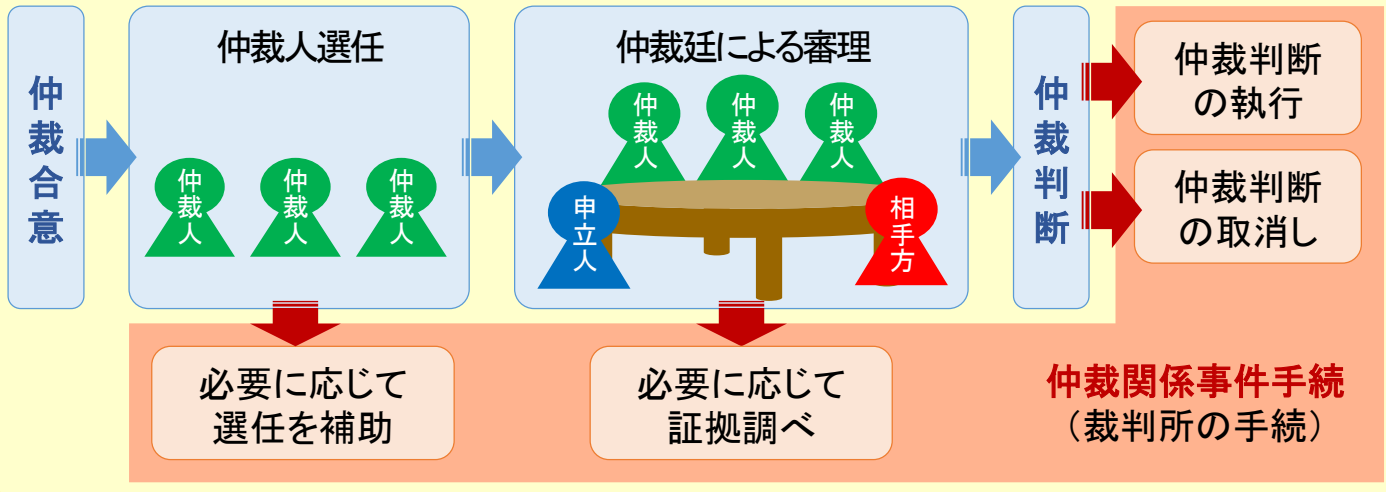 仲裁合意
仲裁人選任
仲裁人
仲裁人
仲裁人
仲裁廷による審理
仲裁人
仲裁人
仲裁人
申立人
相手方
仲裁判断
仲裁判断
の執行
仲裁判断
の取消し
必要に応じて
選任を補助
必要に応じて
証拠調べ
仲裁関係事件手続
（裁判所の手続）